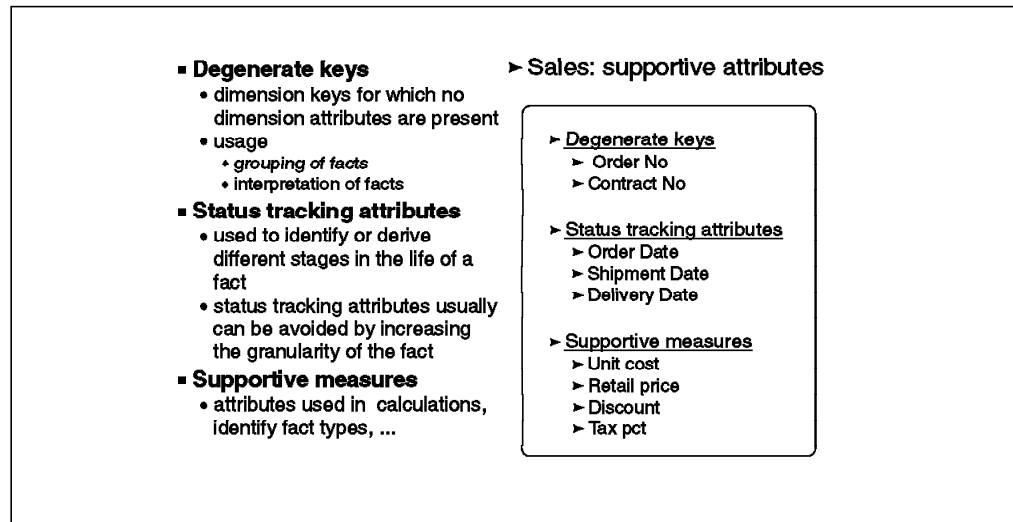 ▪ Degenerate keys
• dimension keys for which no
dimension attributes are present
• usage
• grouping of facts
• interpretation of facts
▪ Status tracking attributes
• used to identify or derive
different stages in the life of a
fact
• status tracking attributes usually
can be avoided by increasing
the granularity of the fact
▪ Supportive measures
• attributes used in calculations,
identify fact types, ...
➤ Sales: supportive attributes
➤ Degenerate keys
➤ Order No
➤ Contract No
➤ Status tracking attributes
➤ Order Date
➤ Shipment Date
➤ Delivery Date
➤ Supportive measures
➤ Unit cost
➤ Retail price
➤ Discount
➤ Tax pct